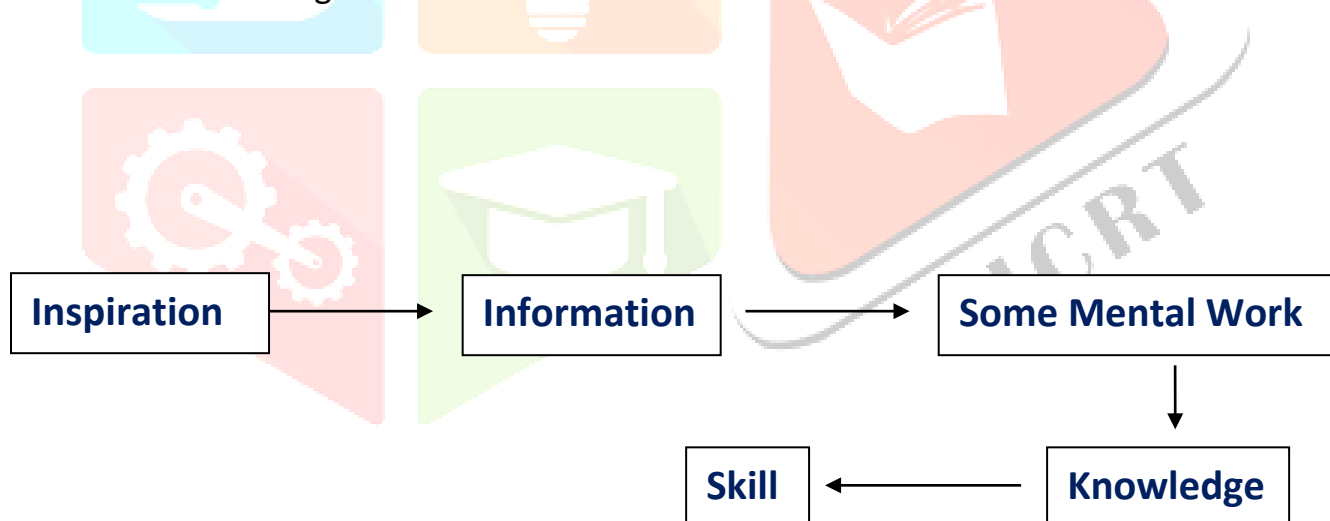 Inspiration
Information
Some Mental Work
Skill
Knowledge